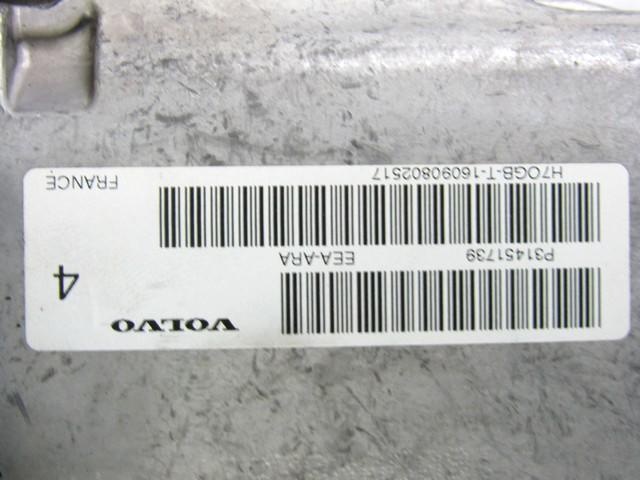 VOLVO
4
P31451739 EEA-ARA
H7OGB-T-16090802517 FRANCE